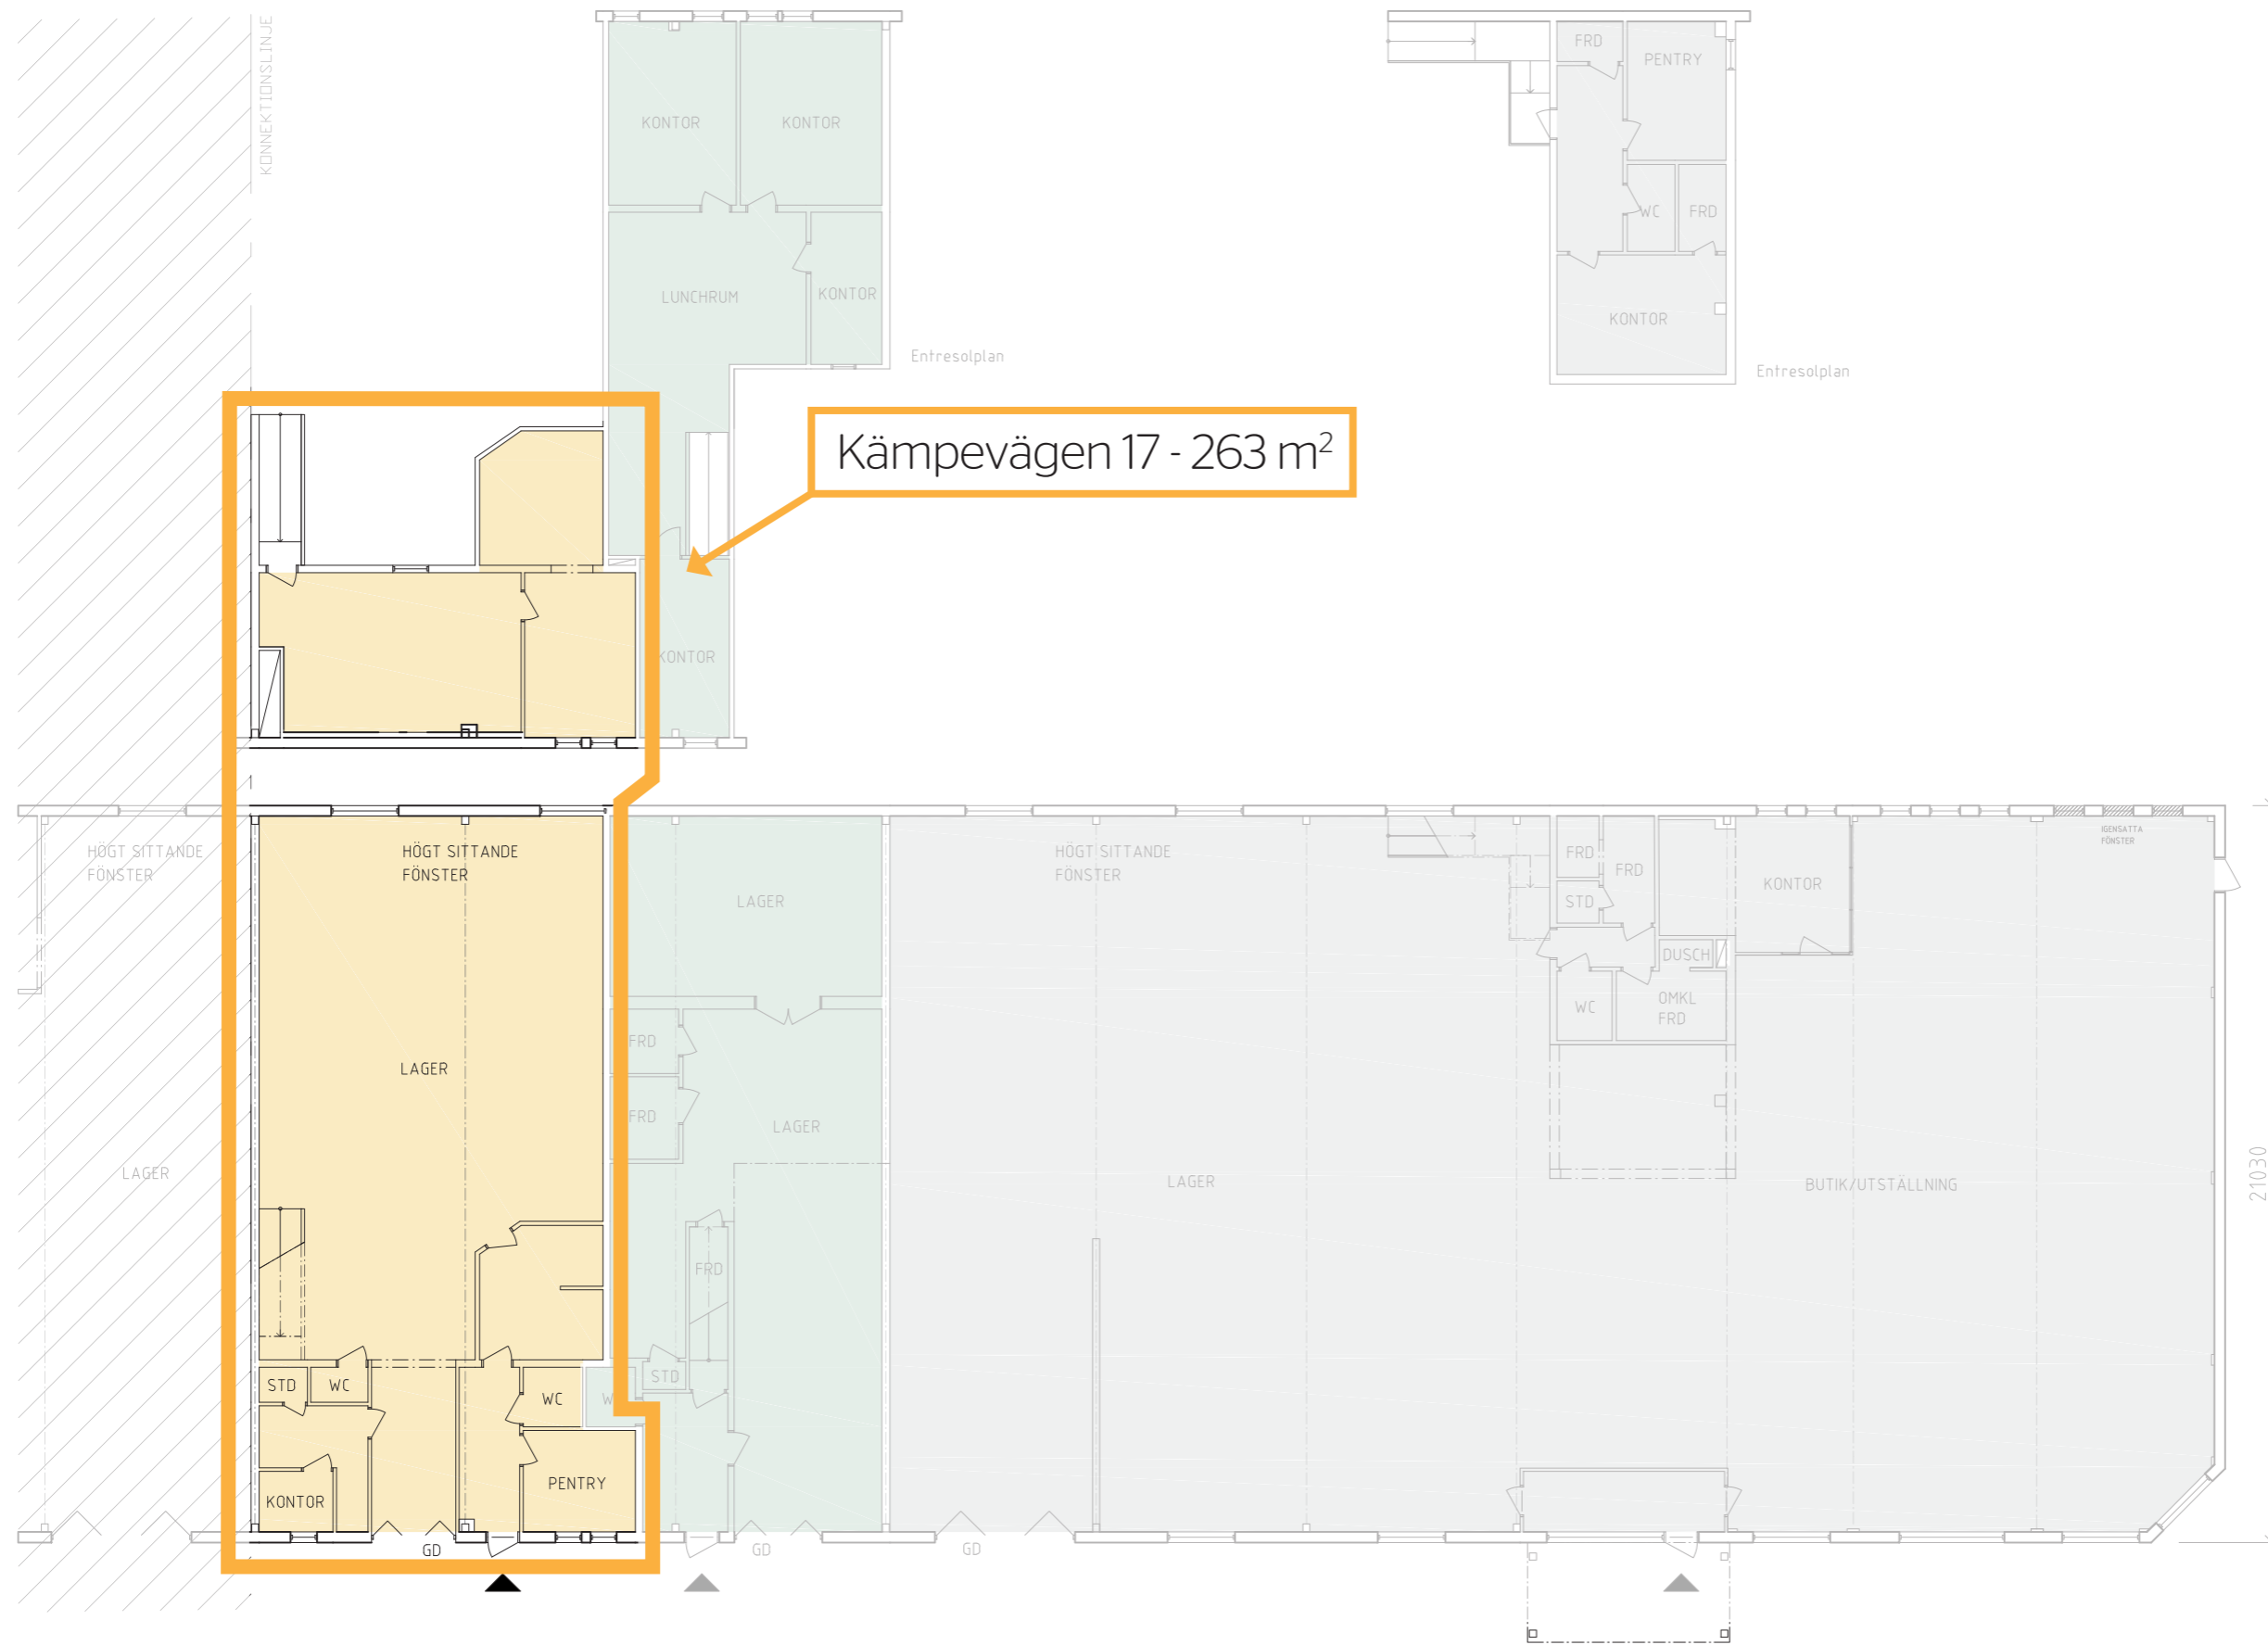 KONNEKTIONSLINJE
FRD
PENTRY
KONTOR
KONTOR
WC
FRD
LUNCHRUM
KONTOR
KONTOR
Entresolplan
Entresolplan
Kämpevägen 17 - 263 m²
KONTOR
HÖGT SITTANDE
FÖNSTER
HÖGT SITTANDE
FÖNSTER
HÖGT SITTANDE
FÖNSTER
IGENSATTA
FÖNSTER
LAGER
FRD
FRD
STD
KONTOR
DUSCH
WC
OMKL
FRD
FRD
LAGER
FRD
LAGER
LAGER
LAGER
BUTIK/UTSTÄLLNING
21030
FRD
STD
WC
WC
STD
W
KONTOR
PENTRY
GD
GD
GD